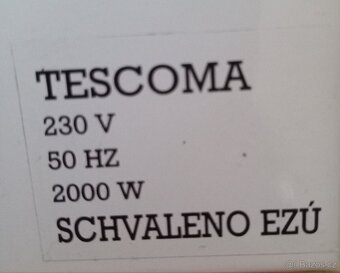 TESCOMA
230 V
50 HZ
2000 W
SCHVALENO EZÚ